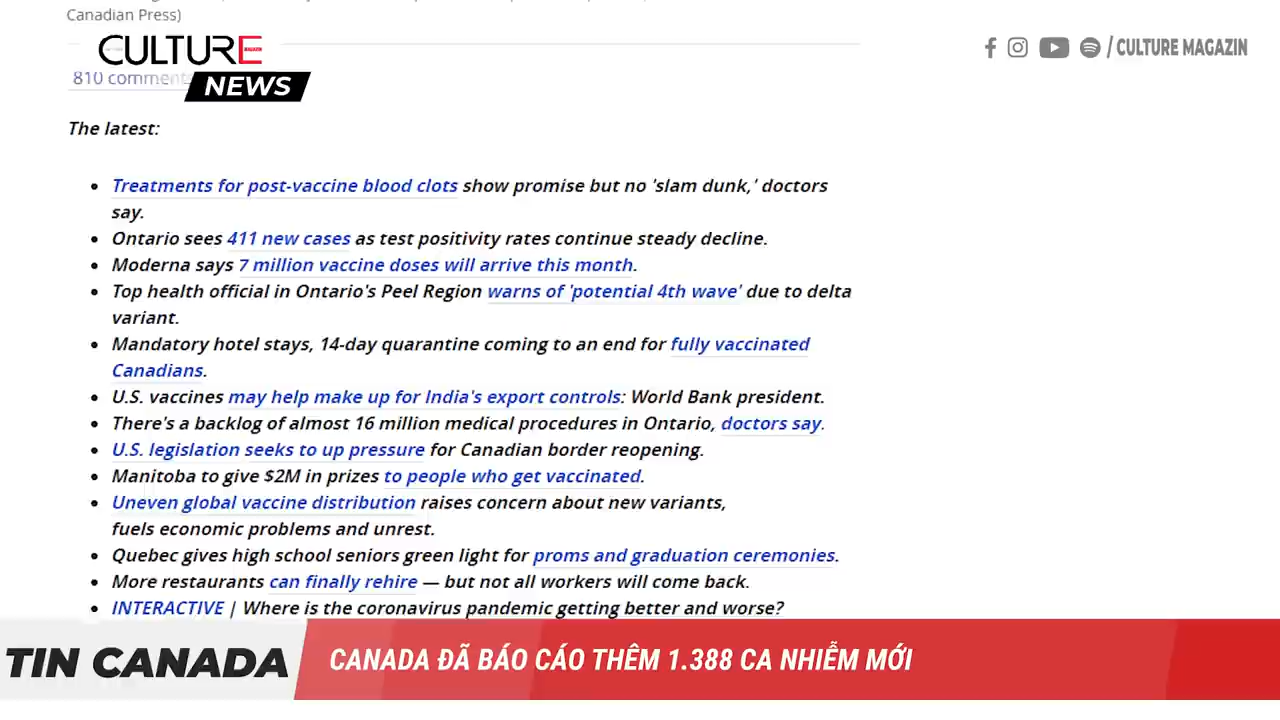 Canadian Press)
CULTURE
NEWS
/ CULTURE MAGAZIN
810 comments
The latest:
Treatments for post-vaccine blood clots show promise but no 'slam dunk,' doctors
say.
Ontario sees 411 new cases as test positivity rates continue steady decline.
Moderna says 7 million vaccine doses will arrive this month.
Top health official in Ontario's Peel Region warns of 'potential 4th wave' due to delta
variant.
Mandatory hotel stays, 14-day quarantine coming to an end for fully vaccinated
Canadians.
U.S. vaccines may help make up for India's export controls: World Bank president.
There's a backlog of almost 16 million medical procedures in Ontario, doctors say.
U.S. legislation seeks to up pressure for Canadian border reopening.
Manitoba to give $2M in prizes to people who get vaccinated.
Uneven global vaccine distribution raises concern about new variants,
fuels economic problems and unrest.
Quebec gives high school seniors green light for proms and graduation ceremonies.
More restaurants can finally rehire — but not all workers will come back.
INTERACTIVE | Where is the coronavirus pandemic getting better and worse?
TIN CANADA
CANADA ĐÃ BÁO CÁO THÊM 1.388 CA NHIỄM MỚI